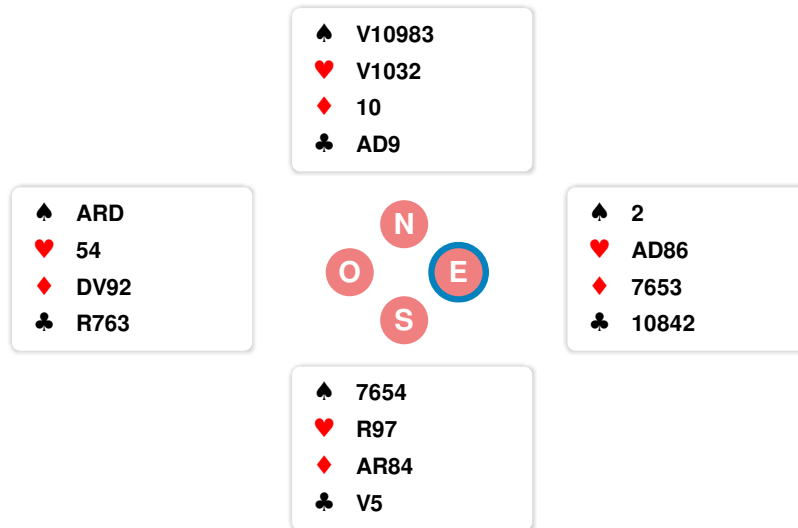 ♠ V10983
♥ V1032
♦ 10
♣ AD9
♠ ARD
♥ 54
♦ DV92
♣ R763
N
O
E
S
♠ 2
♥ AD86
♦ 7653
♣ 10842
♠ 7654
♥ R97
♦ AR84
♣ V5